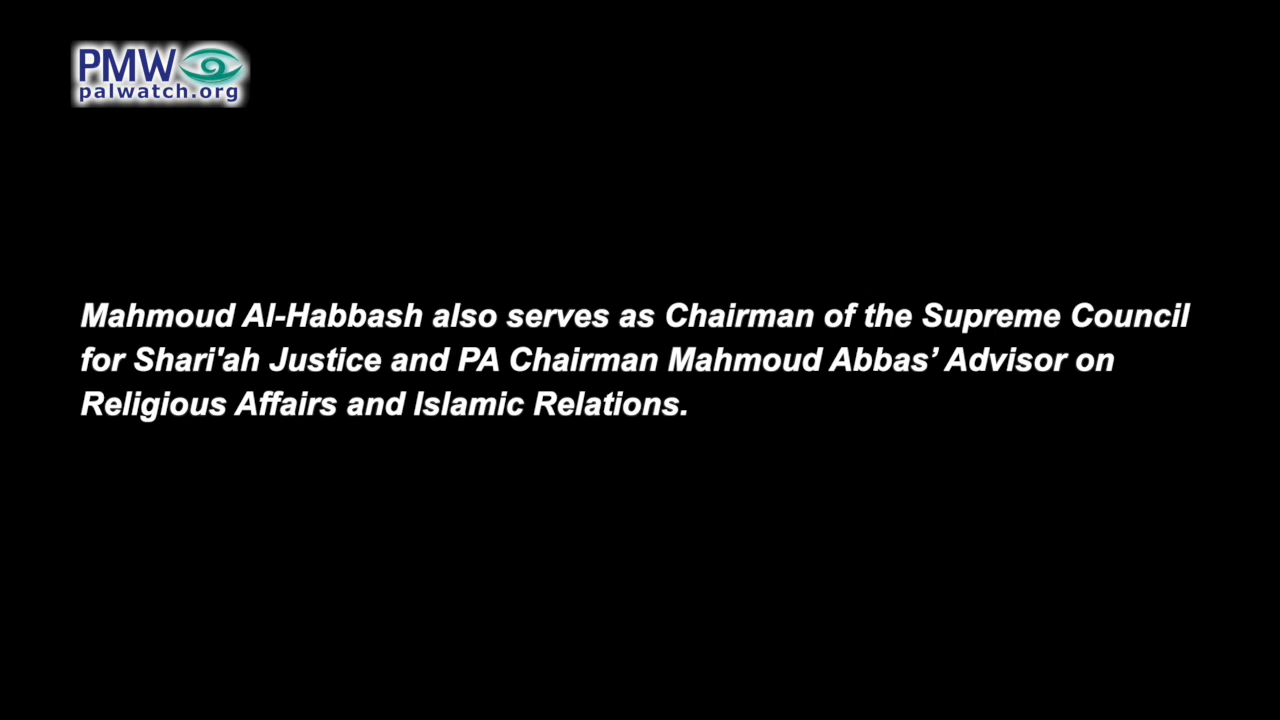 PMW
palwatch.org
Mahmoud Al-Habbash also serves as Chairman of the Supreme Council
for Shari'ah Justice and PA Chairman Mahmoud Abbas’ Advisor on
Religious Affairs and Islamic Relations.